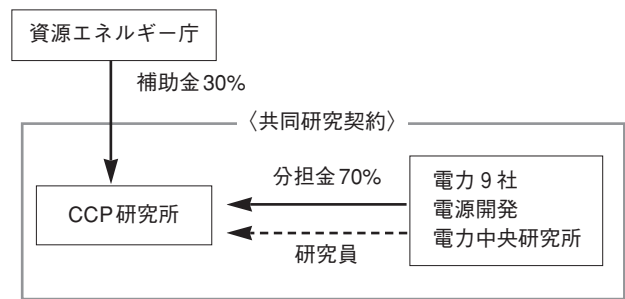 資源エネルギー庁
補助金30%
〈共同研究契約〉
CCP研究所
分担金70%
研究員
電力9社
電源開発
電力中央研究所